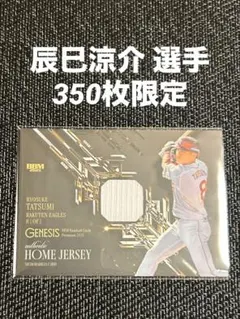 辰巳涼介 選手
350枚限定
BBM
RYOSUKE
TATSUMI
RAKUTEN EAGLES
GENESIS
authentic
HOME JERSEY